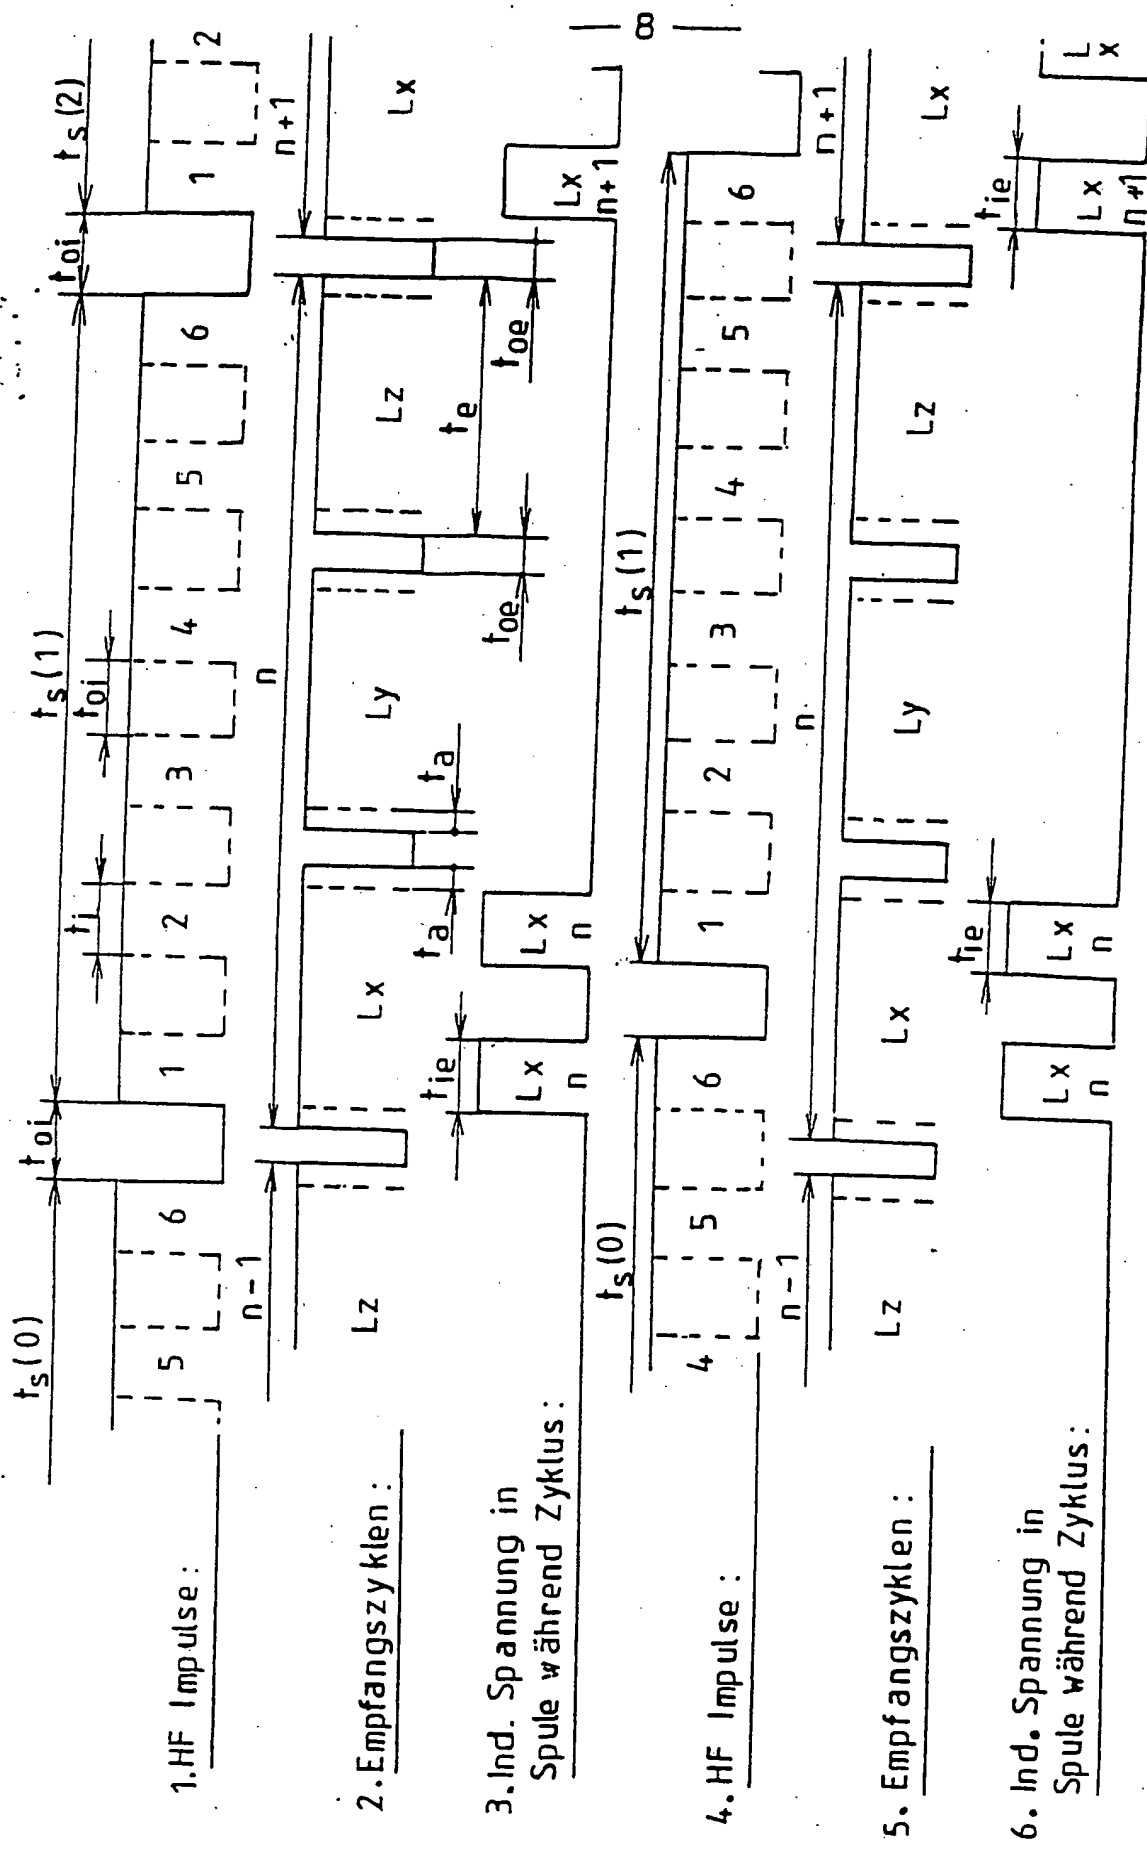 — 8 —
1.HF Impulse:
ts(0) toi ts(1) toi ts(2)
ti toi
5 6 1 2 3 4 5 6 1 2
2.Empfangszyklen:
n-1 n n+1
Lz Lx Ly Lz Lx
ta ta toe te toe
3.Ind. Spannung in
Spule während Zyklus:
tie
Lx Lx Lx
n n n+1
4.HF Impulse:
ts(0) ts(1)
4 5 6 1 2 3 4 5 6
5. Empfangszyklen:
n-1 n n+1
Lz Lx Ly Lz Lx
6. Ind. Spannung in
Spule während Zyklus:
tie tie
Lx Lx Lx Lx
n n n+1